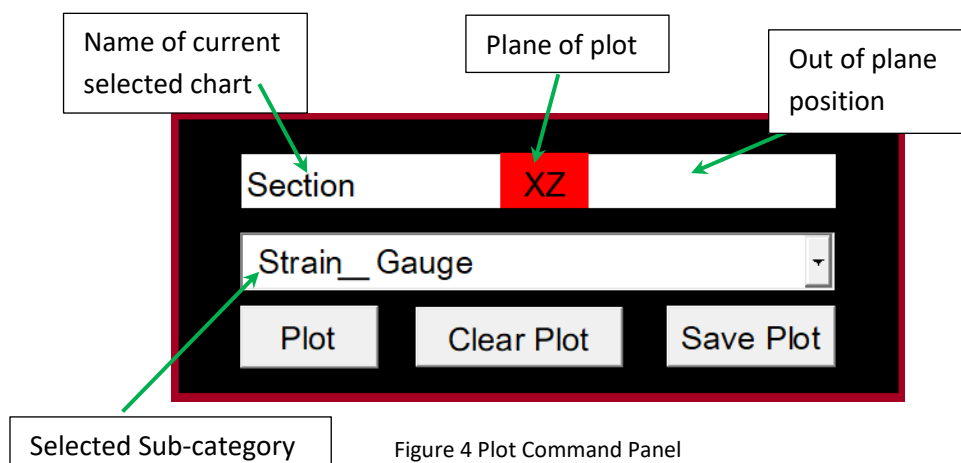 Name of current
selected chart
Plane of plot
Out of plane
position
Section XZ
Strain__ Gauge
Plot Clear Plot Save Plot
Selected Sub-category
Figure 4 Plot Command Panel